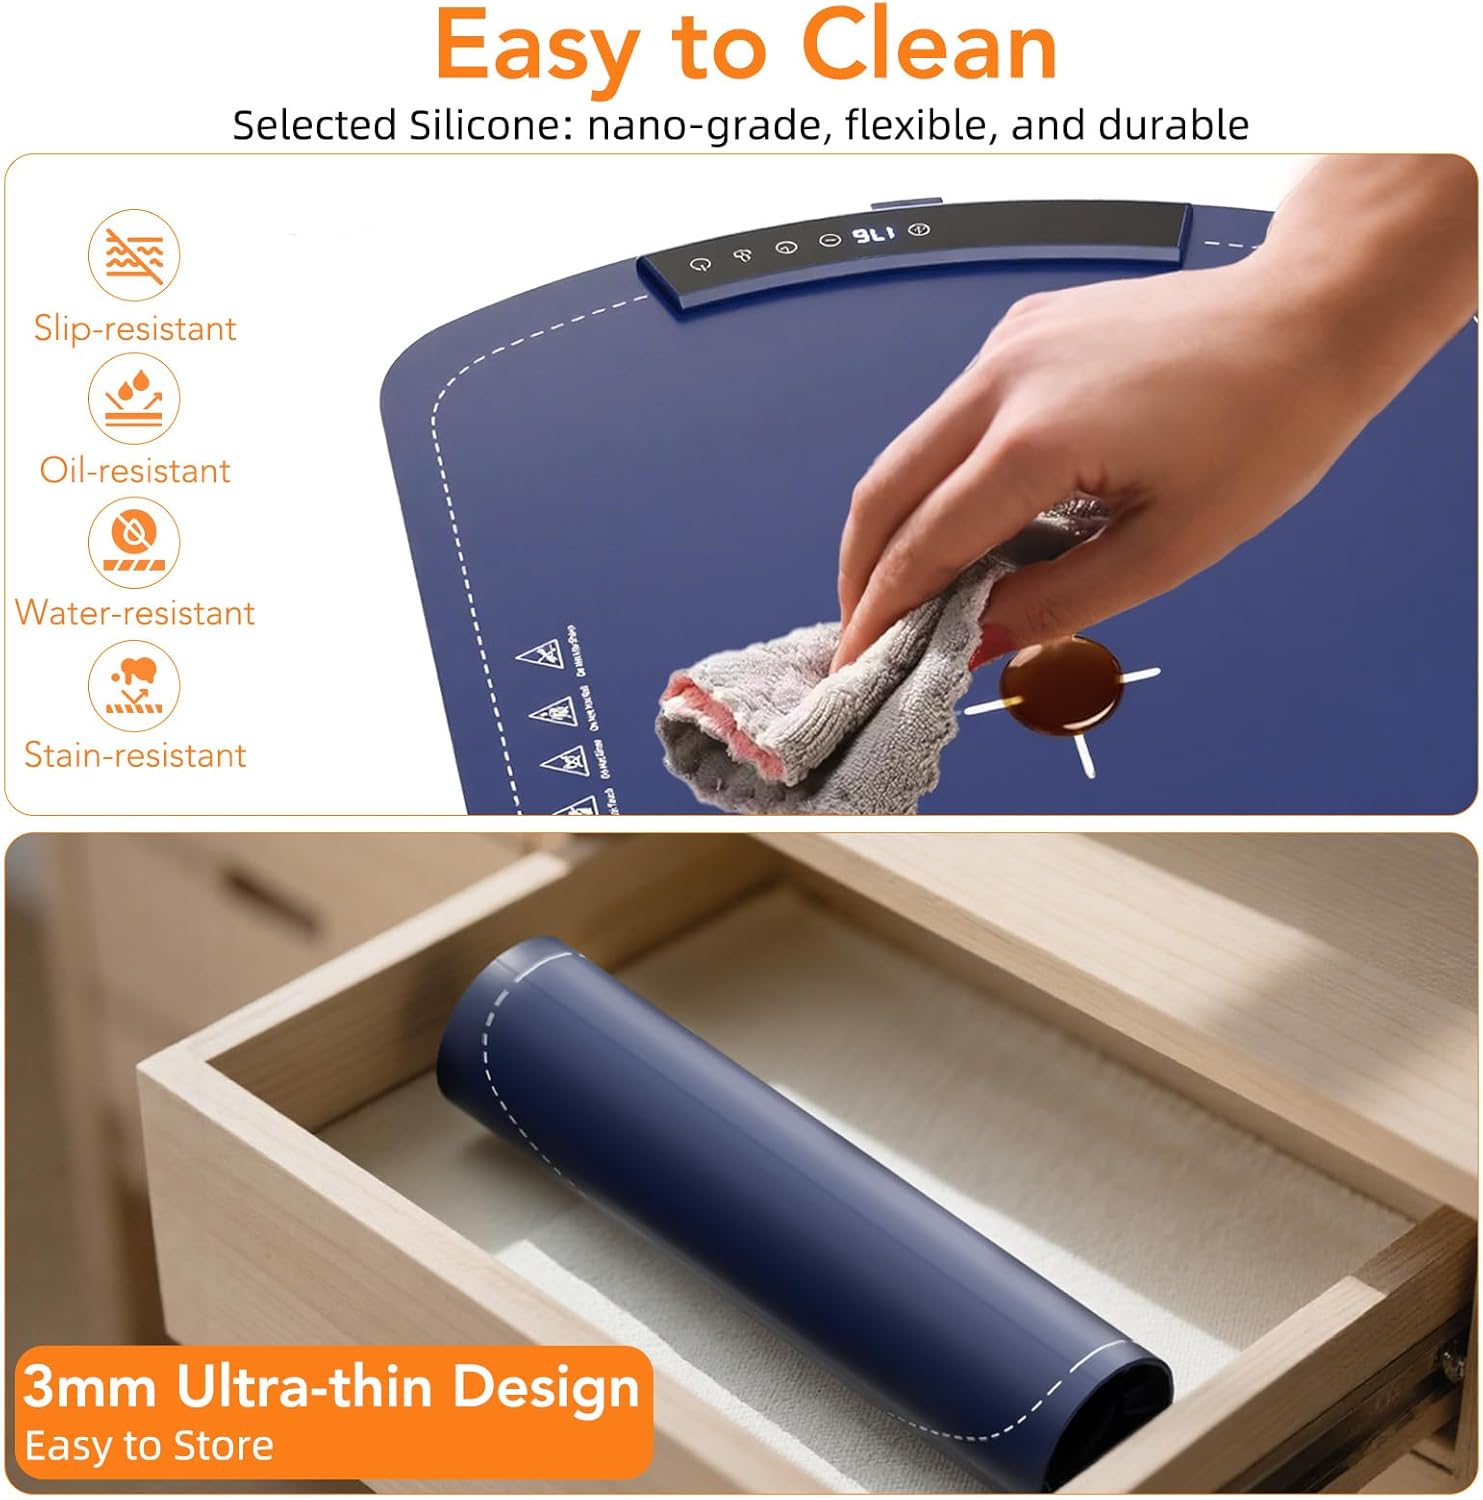 Easy to Clean
Selected Silicone: nano-grade, flexible, and durable
Slip-resistant
Oil-resistant
Water-resistant
Stain-resistant
3mm Ultra-thin Design
Easy to Store